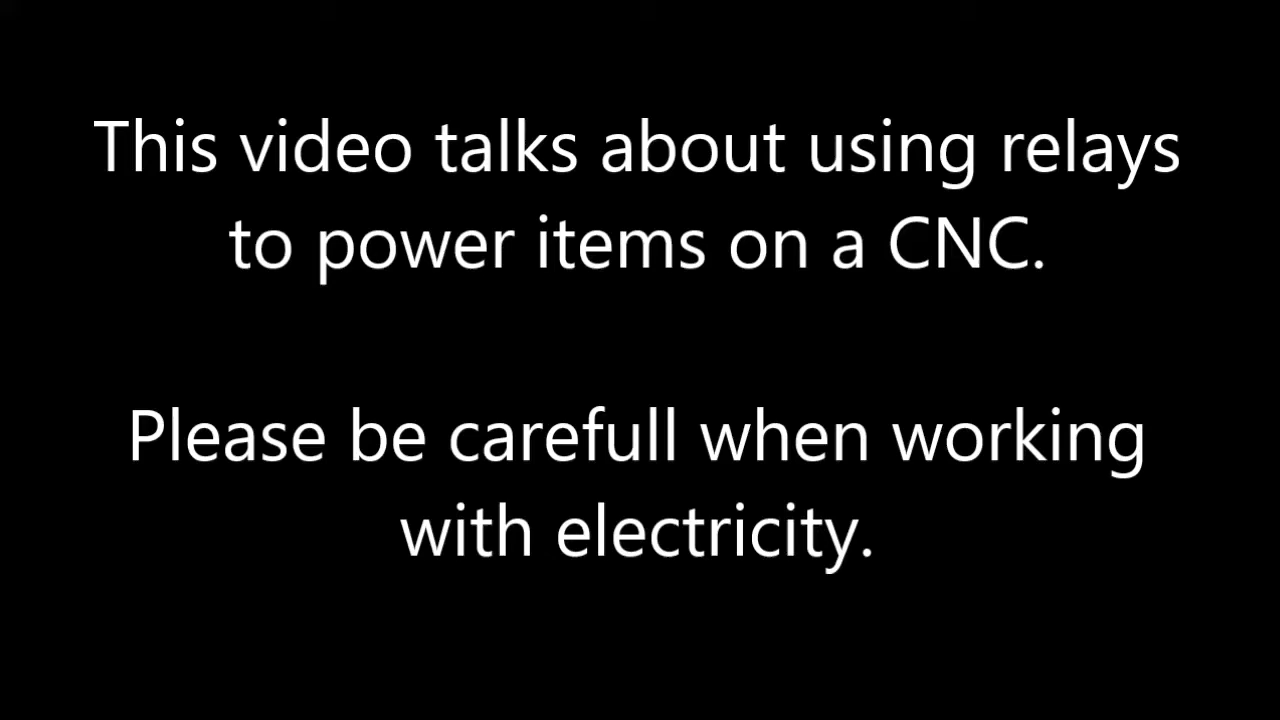 This video talks about using relays
to power items on a CNC.
Please be carefull when working
with electricity.